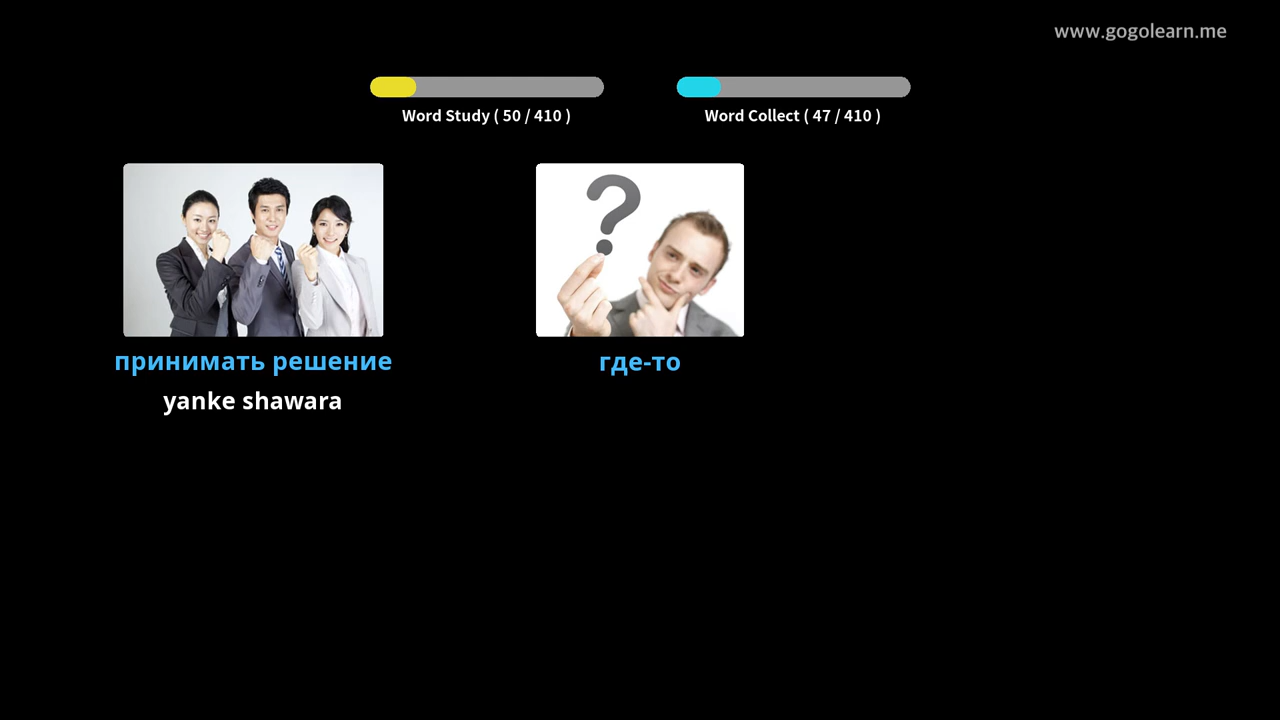 www.gogolearn.me
Word Study ( 50 / 410 )
Word Collect ( 47 / 410 )
принимать решение
yanke shawara
где-то